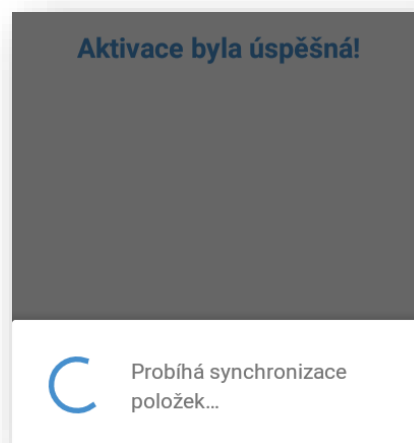 Aktivace byla úspěšná!
Probíhá synchronizace
položek…